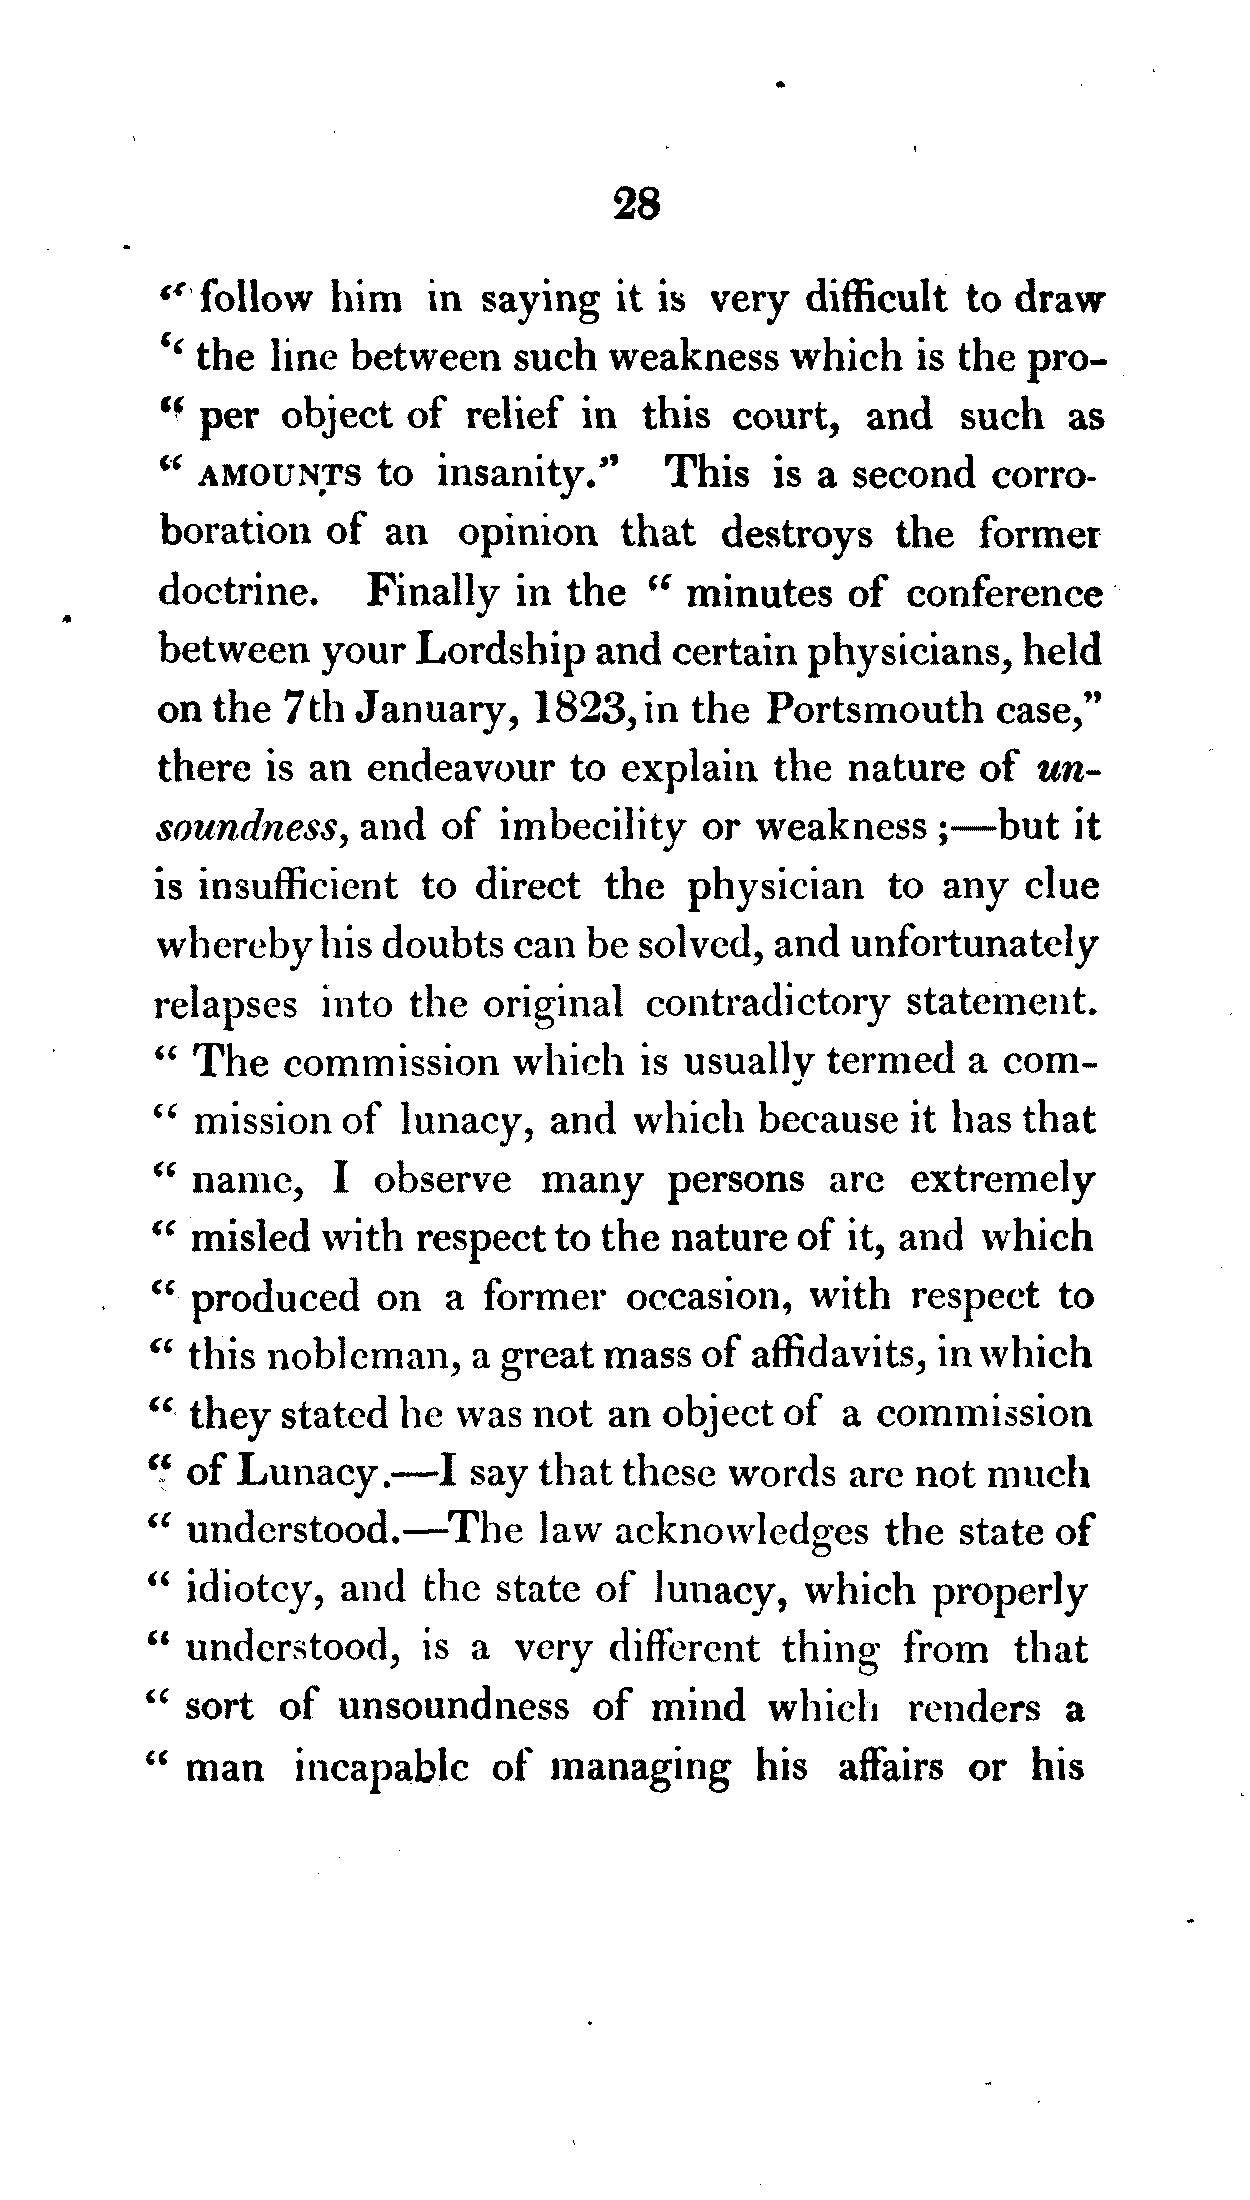 28
“ follow him in saying it is very difficult to draw
“ the line between such weakness which is the pro-
“ per object of relief in this court, and such as
“ AMOUNTS to insanity.” This is a second corro-
boration of an opinion that destroys the former
doctrine. Finally in the “ minutes of conference
between your Lordship and certain physicians, held
on the 7th January, 1823, in the Portsmouth case,”
there is an endeavour to explain the nature of un-
soundness, and of imbecility or weakness ;—but it
is insufficient to direct the physician to any clue
whereby his doubts can be solved, and unfortunately
relapses into the original contradictory statement.
“ The commission which is usually termed a com-
“ mission of lunacy, and which because it has that
“ name, I observe many persons are extremely
“ misled with respect to the nature of it, and which
“ produced on a former occasion, with respect to
“ this nobleman, a great mass of affidavits, in which
“ they stated he was not an object of a commission
“ of Lunacy.—I say that these words are not much
“ understood.—The law acknowledges the state of
“ idiotcy, and the state of lunacy, which properly
“ understood, is a very different thing from that
“ sort of unsoundness of mind which renders a
“ man incapable of managing his affairs or his